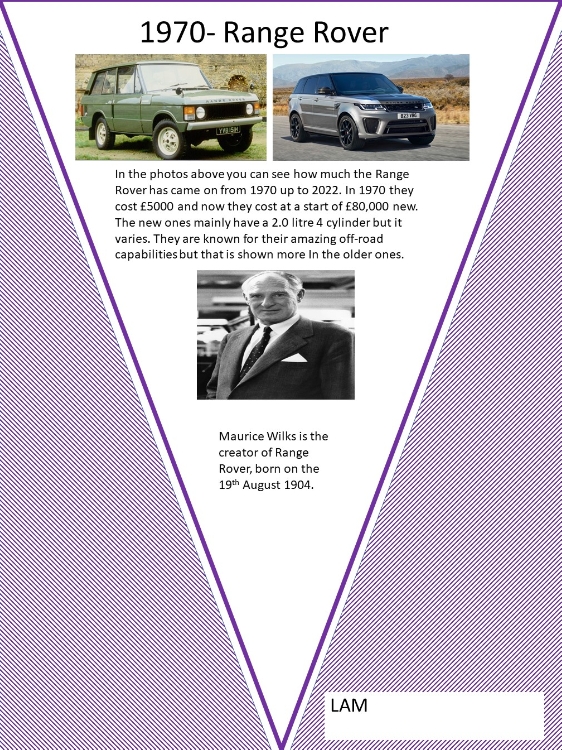 1970- Range Rover
YVB 151H
BZ3 VWG
In the photos above you can see how much the Range
Rover has came on from 1970 up to 2022. In 1970 they
cost £5000 and now they cost at a start of £80,000 new.
The new ones mainly have a 2.0 litre 4 cylinder but it
varies. They are known for their amazing off-road
capabilities but that is shown more In the older ones.
Maurice Wilks is the
creator of Range
Rover, born on the
19th August 1904.
LAM